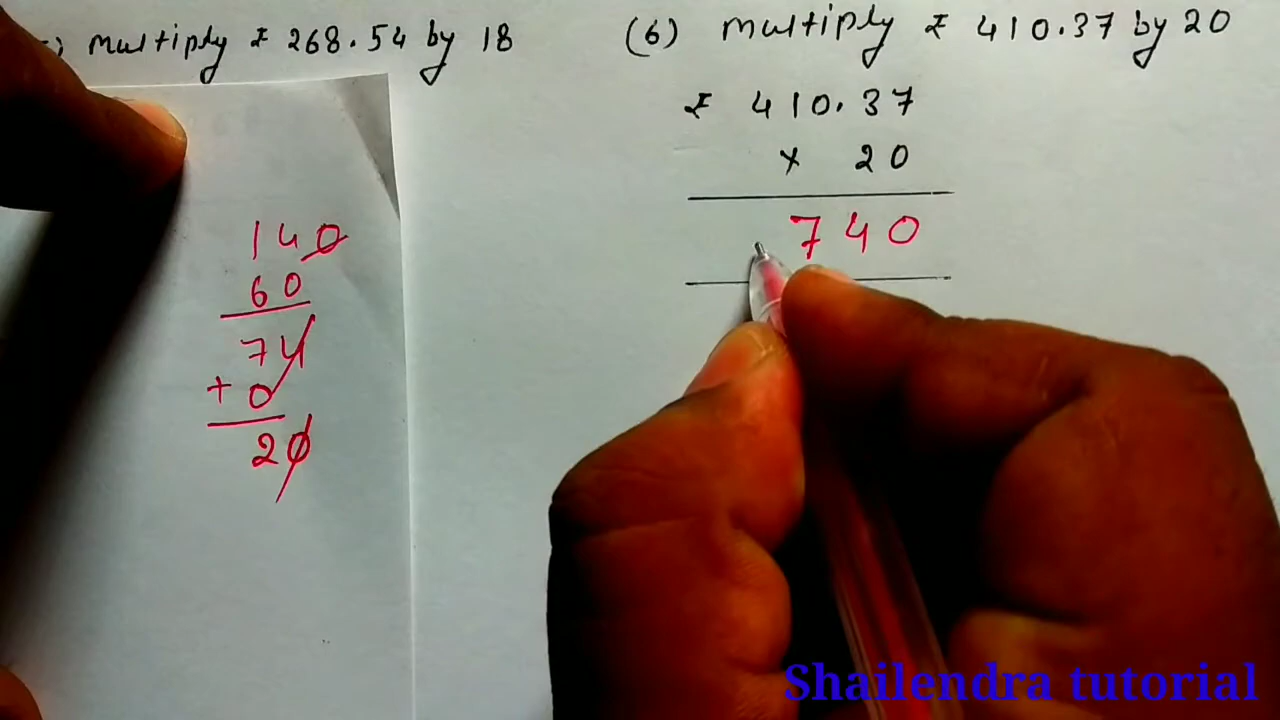 ) multiply ₹ 268.54 by 18
(6) multiply ₹ 410.37 by 20
₹ 410.37
× 20
740
140
60
74
+ 0
20
Shailendra tutorial